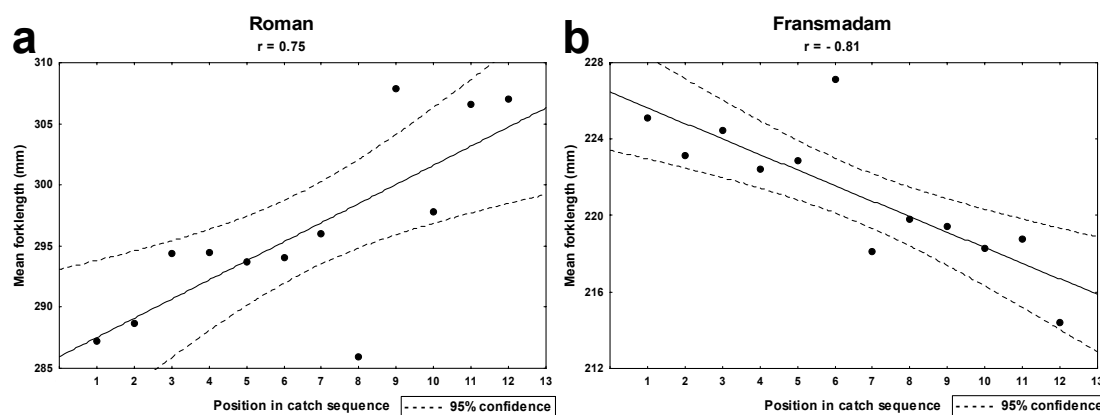 a
Roman
r = 0.75
Mean forklength (mm)
310
305
300
295
290
285
1 2 3 4 5 6 7 8 9 10 11 12 13
Position in catch sequence
95% confidence
b
Fransmadam
r = - 0.81
Mean forklength (mm)
228
224
220
216
212
1 2 3 4 5 6 7 8 9 10 11 12 13
Position in catch sequence
95% confidence